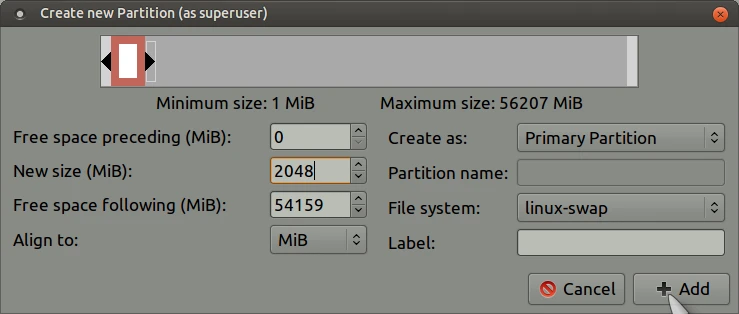 Create new Partition (as superuser)
Minimum size: 1 MiB Maximum size: 56207 MiB
Free space preceding (MiB): 0 Create as: Primary Partition
New size (MiB): 2048 Partition name:
Free space following (MiB): 54159 File system: linux-swap
Align to: MiB Label:
Cancel Add